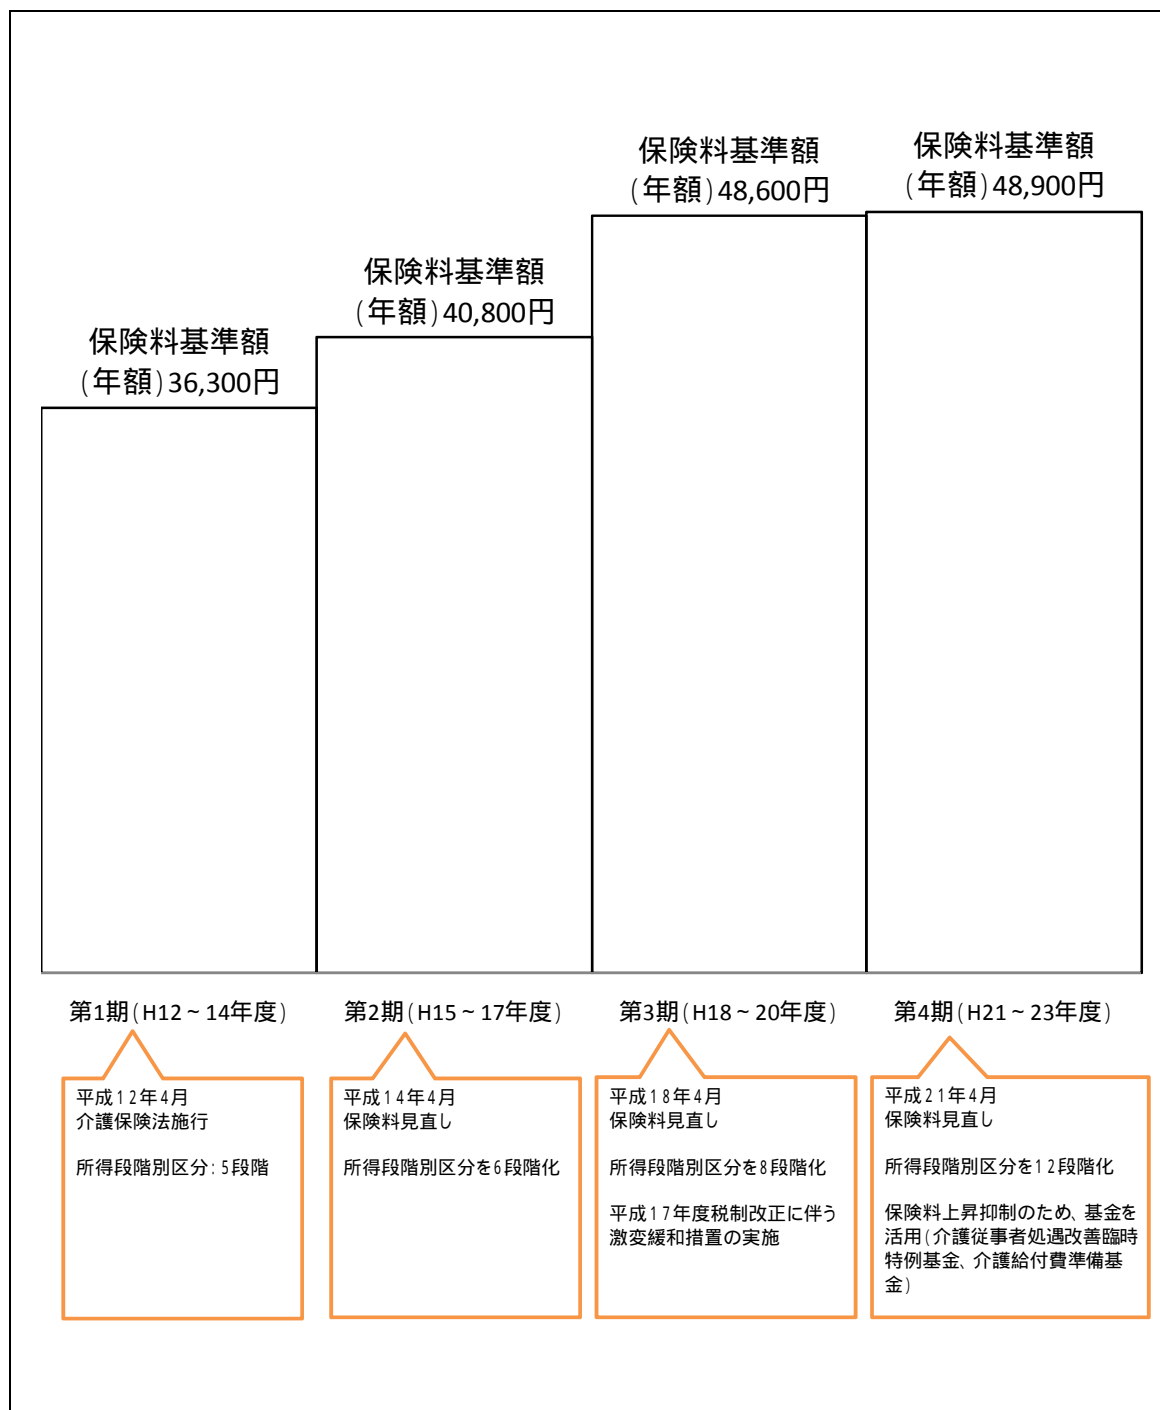 保険料基準額
(年額)36,300円
保険料基準額
(年額)40,800円
保険料基準額
(年額)48,600円
保険料基準額
(年額)48,900円
第1期(H12~14年度)
第2期(H15~17年度)
第3期(H18~20年度)
第4期(H21~23年度)
平成12年4月
介護保険法施行
所得段階別区分:5段階
平成14年4月
保険料見直し
所得段階別区分を6段階化
平成18年4月
保険料見直し
所得段階別区分を8段階化
平成17年度税制改正に伴う
激変緩和措置の実施
平成21年4月
保険料見直し
所得段階別区分を12段階化
保険料上昇抑制のため、基金を
活用(介護従事者処遇改善臨時
特例基金、介護給付費準備基
金)